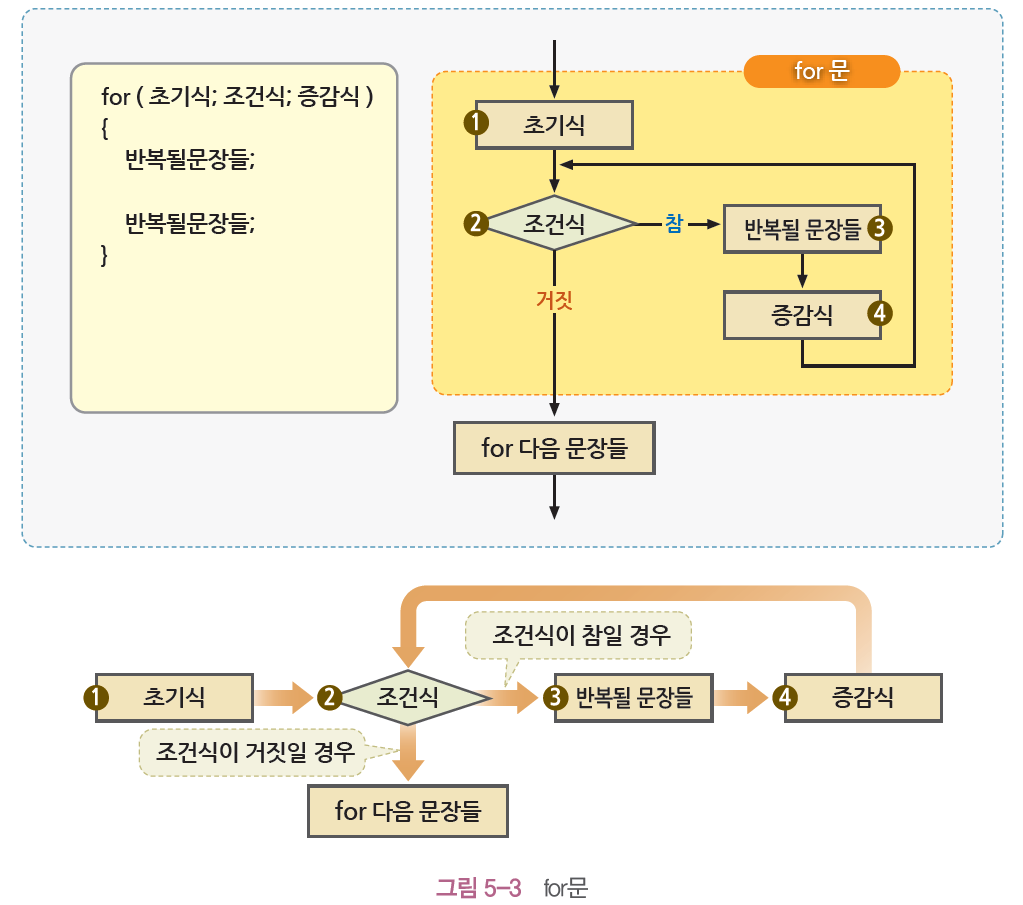 for ( 초기식; 조건식; 증감식 )
{
반복될문장들;
반복될문장들;
}
for 문
1 초기식
2 조건식
참
반복될 문장들 3
거짓
증감식 4
for 다음 문장들
조건식이 참일 경우
1 초기식
2 조건식
3 반복될 문장들
4 증감식
조건식이 거짓일 경우
for 다음 문장들
그림 5-3 for문